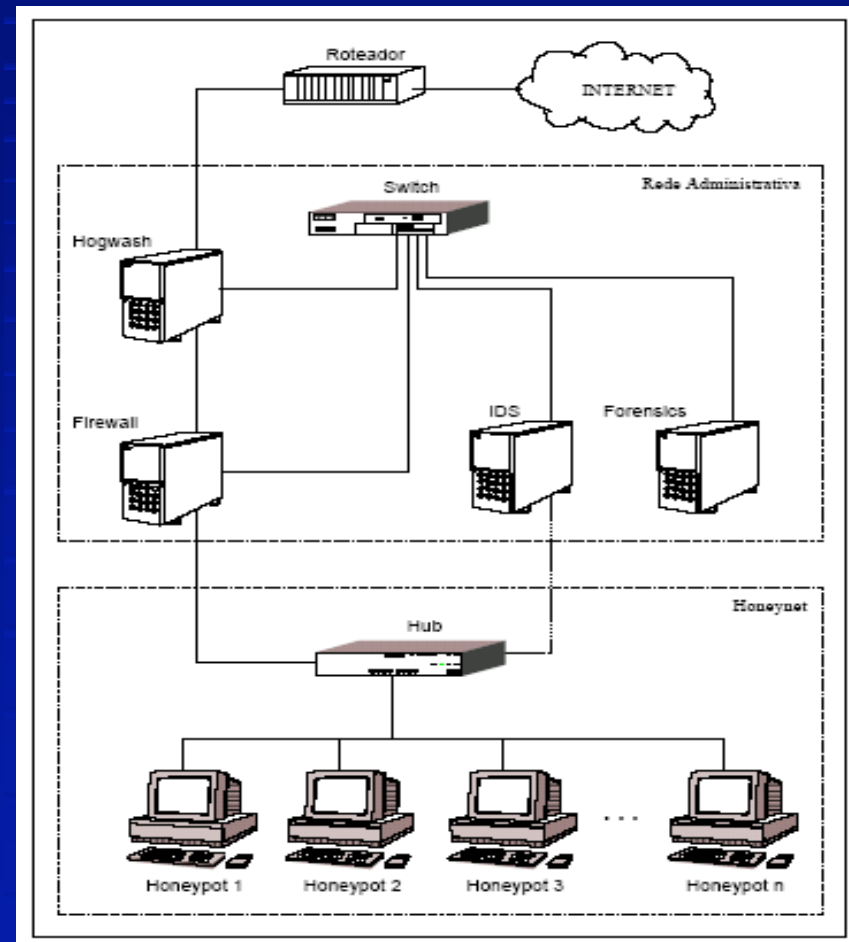 Roteador
INTERNET
Switch
Rede Administrativa
Hogwash
Firewall
IDS
Forensics
Honeynet
Hub
. . .
Honeypot 1
Honeypot 2
Honeypot 3
Honeypot n